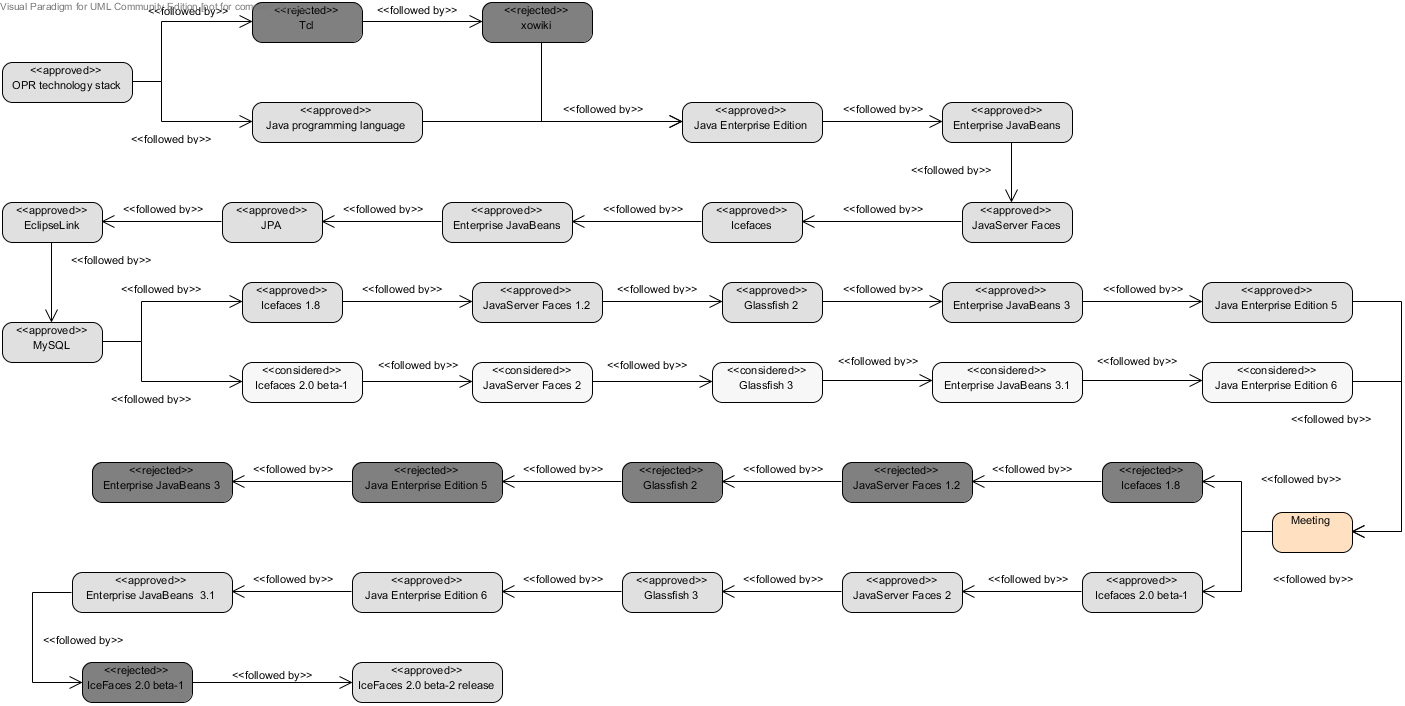 Visual Paradigm for UML Community Edition [not for com
<<followed by>>
<<rejected>>
Tcl
<<followed by>>
<<rejected>>
xowiki
<<approved>>
OPR technology stack
<<followed by>>
<<approved>>
Java programming language
<<followed by>>
<<approved>>
Java Enterprise Edition
<<followed by>>
<<approved>>
Enterprise JavaBeans
<<followed by>>
<<approved>>
EclipseLink
<<followed by>>
<<approved>>
JPA
<<followed by>>
<<approved>>
Enterprise JavaBeans
<<followed by>>
<<approved>>
Icefaces
<<followed by>>
<<approved>>
JavaServer Faces
<<followed by>>
<<approved>>
MySQL
<<followed by>>
<<approved>>
Icefaces 1.8
<<followed by>>
<<approved>>
JavaServer Faces 1.2
<<followed by>>
<<approved>>
Glassfish 2
<<followed by>>
<<approved>>
Enterprise JavaBeans 3
<<followed by>>
<<approved>>
Java Enterprise Edition 5
<<followed by>>
<<considered>>
Icefaces 2.0 beta-1
<<followed by>>
<<considered>>
JavaServer Faces 2
<<followed by>>
<<considered>>
Glassfish 3
<<followed by>>
<<considered>>
Enterprise JavaBeans 3.1
<<followed by>>
<<considered>>
Java Enterprise Edition 6
<<followed by>>
<<rejected>>
Enterprise JavaBeans 3
<<followed by>>
<<rejected>>
Java Enterprise Edition 5
<<followed by>>
<<rejected>>
Glassfish 2
<<followed by>>
<<rejected>>
JavaServer Faces 1.2
<<followed by>>
<<rejected>>
Icefaces 1.8
<<followed by>>
Meeting
<<approved>>
Enterprise JavaBeans  3.1
<<followed by>>
<<approved>>
Java Enterprise Edition 6
<<followed by>>
<<approved>>
Glassfish 3
<<followed by>>
<<approved>>
JavaServer Faces 2
<<followed by>>
<<approved>>
Icefaces 2.0 beta-1
<<followed by>>
<<followed by>>
<<rejected>>
IceFaces 2.0 beta-1
<<followed by>>
<<approved>>
IceFaces 2.0 beta-2 release